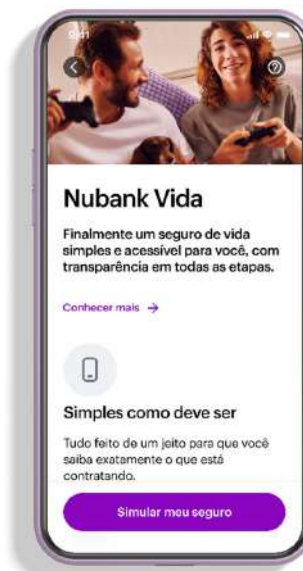 9:41
Nubank Vida
Finalmente um seguro de vida
simples e acessível para você, com
transparência em todas as etapas.
Conhecer mais →
Simples como deve ser
Tudo feito de um jeito para que você
saiba exatamente o que está
contratando.
Simular meu seguro